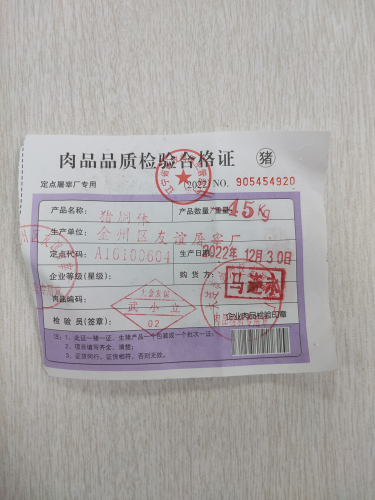 肉品品质检验合格证 猪
定点屠宰厂专用 2022 NO. 905454920
产品名称: 猪胴体 产品数量/重量: 45Kg
生产单位: 金州区友谊屠宰厂
定点代码: A16100604 2022年12月30日
企业等级(星级): 购货方:
肉品编码: 企业肉品检验印章
检验员(签章): 武小立
02
注: 1、此证一猪一证,生猪产品一个包装或一个批次一证;
2、项目填写齐全、清楚;
3、证货同行,证货相符,否则无效。